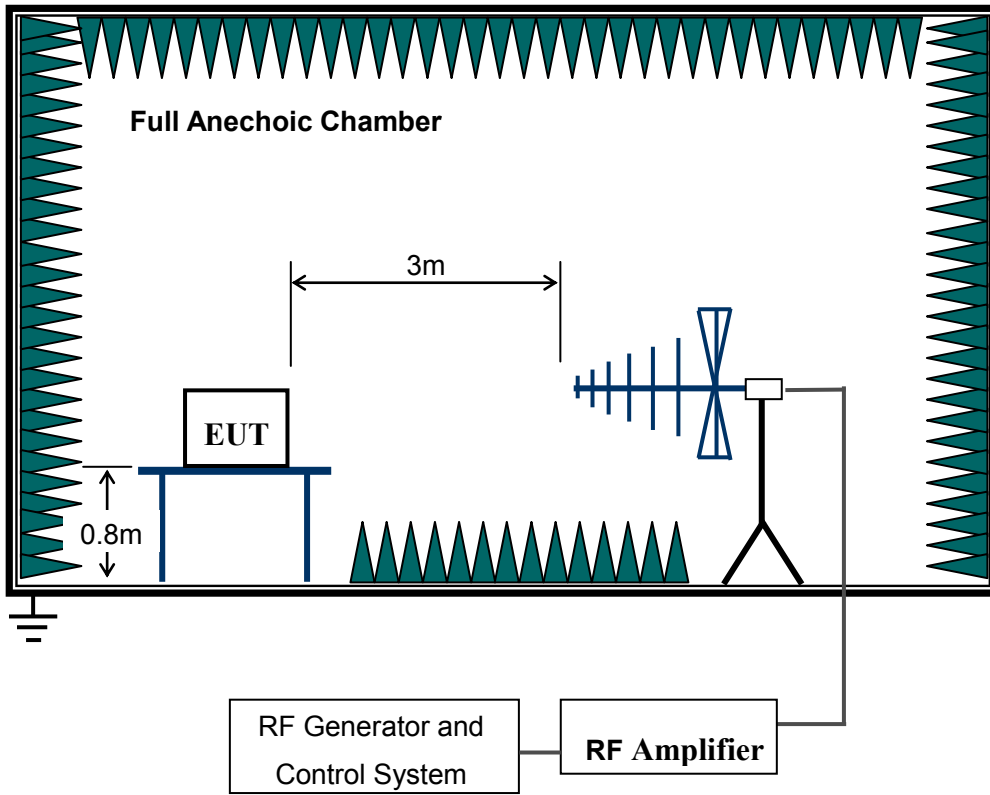 Full Anechoic Chamber
3m
EUT
0.8m
RF Generator and
Control System
RF Amplifier